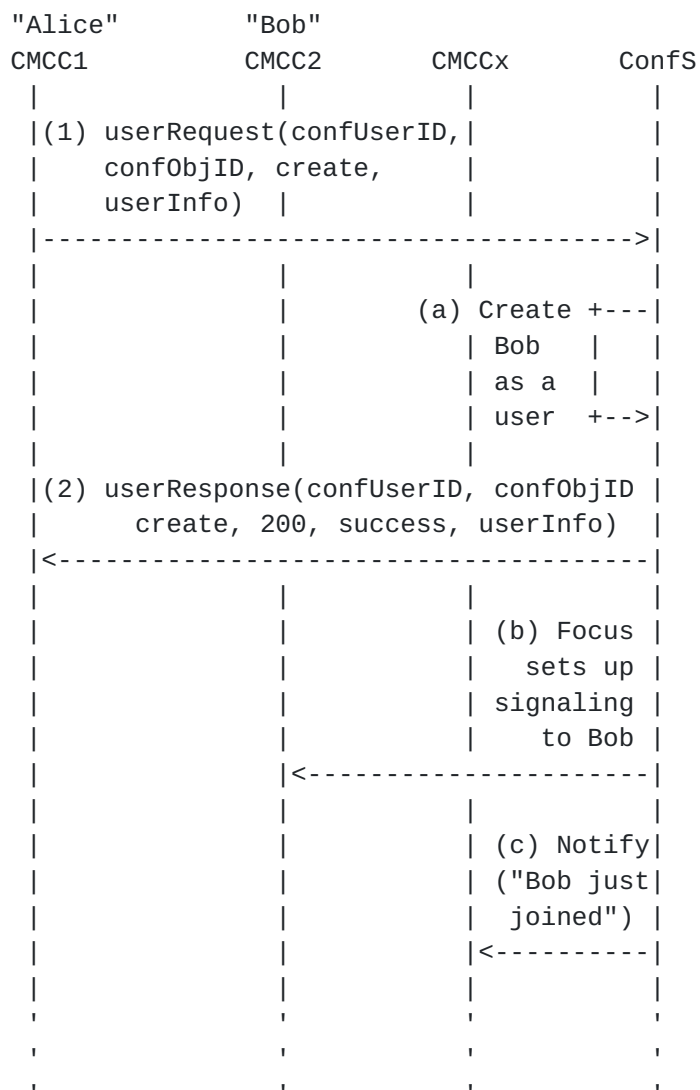 "Alice"        "Bob"
CMCC1          CMCC2       CMCCx       ConfS
 |               |           |           |
 |(1) userRequest(confUserID,|           |
 |    confObjID, create,     |           |
 |    userInfo)  |           |           |
 |-------------------------------------->|
 |               |           |           |
 |               |        (a) Create +---|
 |               |           | Bob   |   |
 |               |           | as a  |   |
 |               |           | user  +-->|
 |               |           |           |
 |(2) userResponse(confUserID, confObjID |
 |      create, 200, success, userInfo)  |
 |<--------------------------------------|
 |               |           |           |
 |               |           | (b) Focus |
 |               |           |   sets up |
 |               |           | signaling |
 |               |           |    to Bob |
 |               |<----------------------|
 |               |           |           |
 |               |           | (c) Notify|
 |               |           | ("Bob just|
 |               |           |  joined") |
 |               |           |<----------|
 |               |           |           |
 '               '           '           '
 '               '           '           '
 '               '           '           '